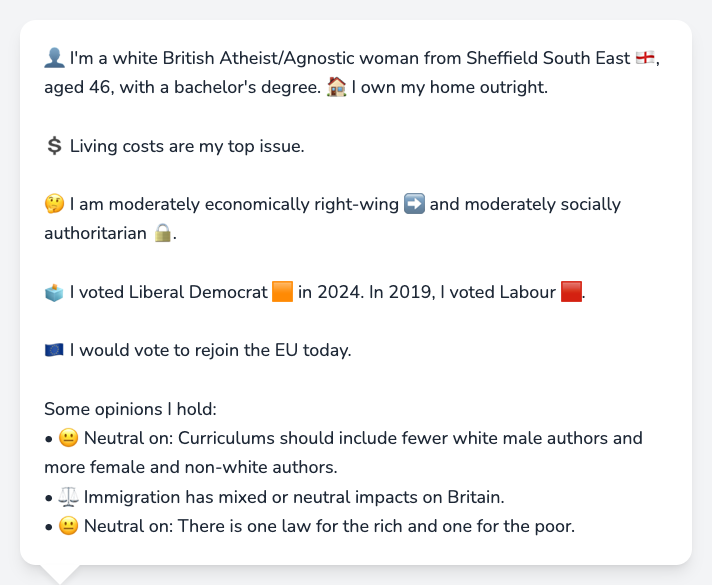 👤 I'm a white British Atheist/Agnostic woman from Sheffield South East 🏴󠁧󠁢󠁥󠁮󠁧󠁿,
aged 46, with a bachelor's degree. 🏠 I own my home outright.
💲 Living costs are my top issue.
🤔 I am moderately economically right-wing ➡️ and moderately socially
authoritarian 🔒.
🗳️ I voted Liberal Democrat 🟧 in 2024. In 2019, I voted Labour 🟥.
🇪🇺 I would vote to rejoin the EU today.
Some opinions I hold:
• 😐 Neutral on: Curriculums should include fewer white male authors and
more female and non-white authors.
• ⚖️ Immigration has mixed or neutral impacts on Britain.
• 😐 Neutral on: There is one law for the rich and one for the poor.